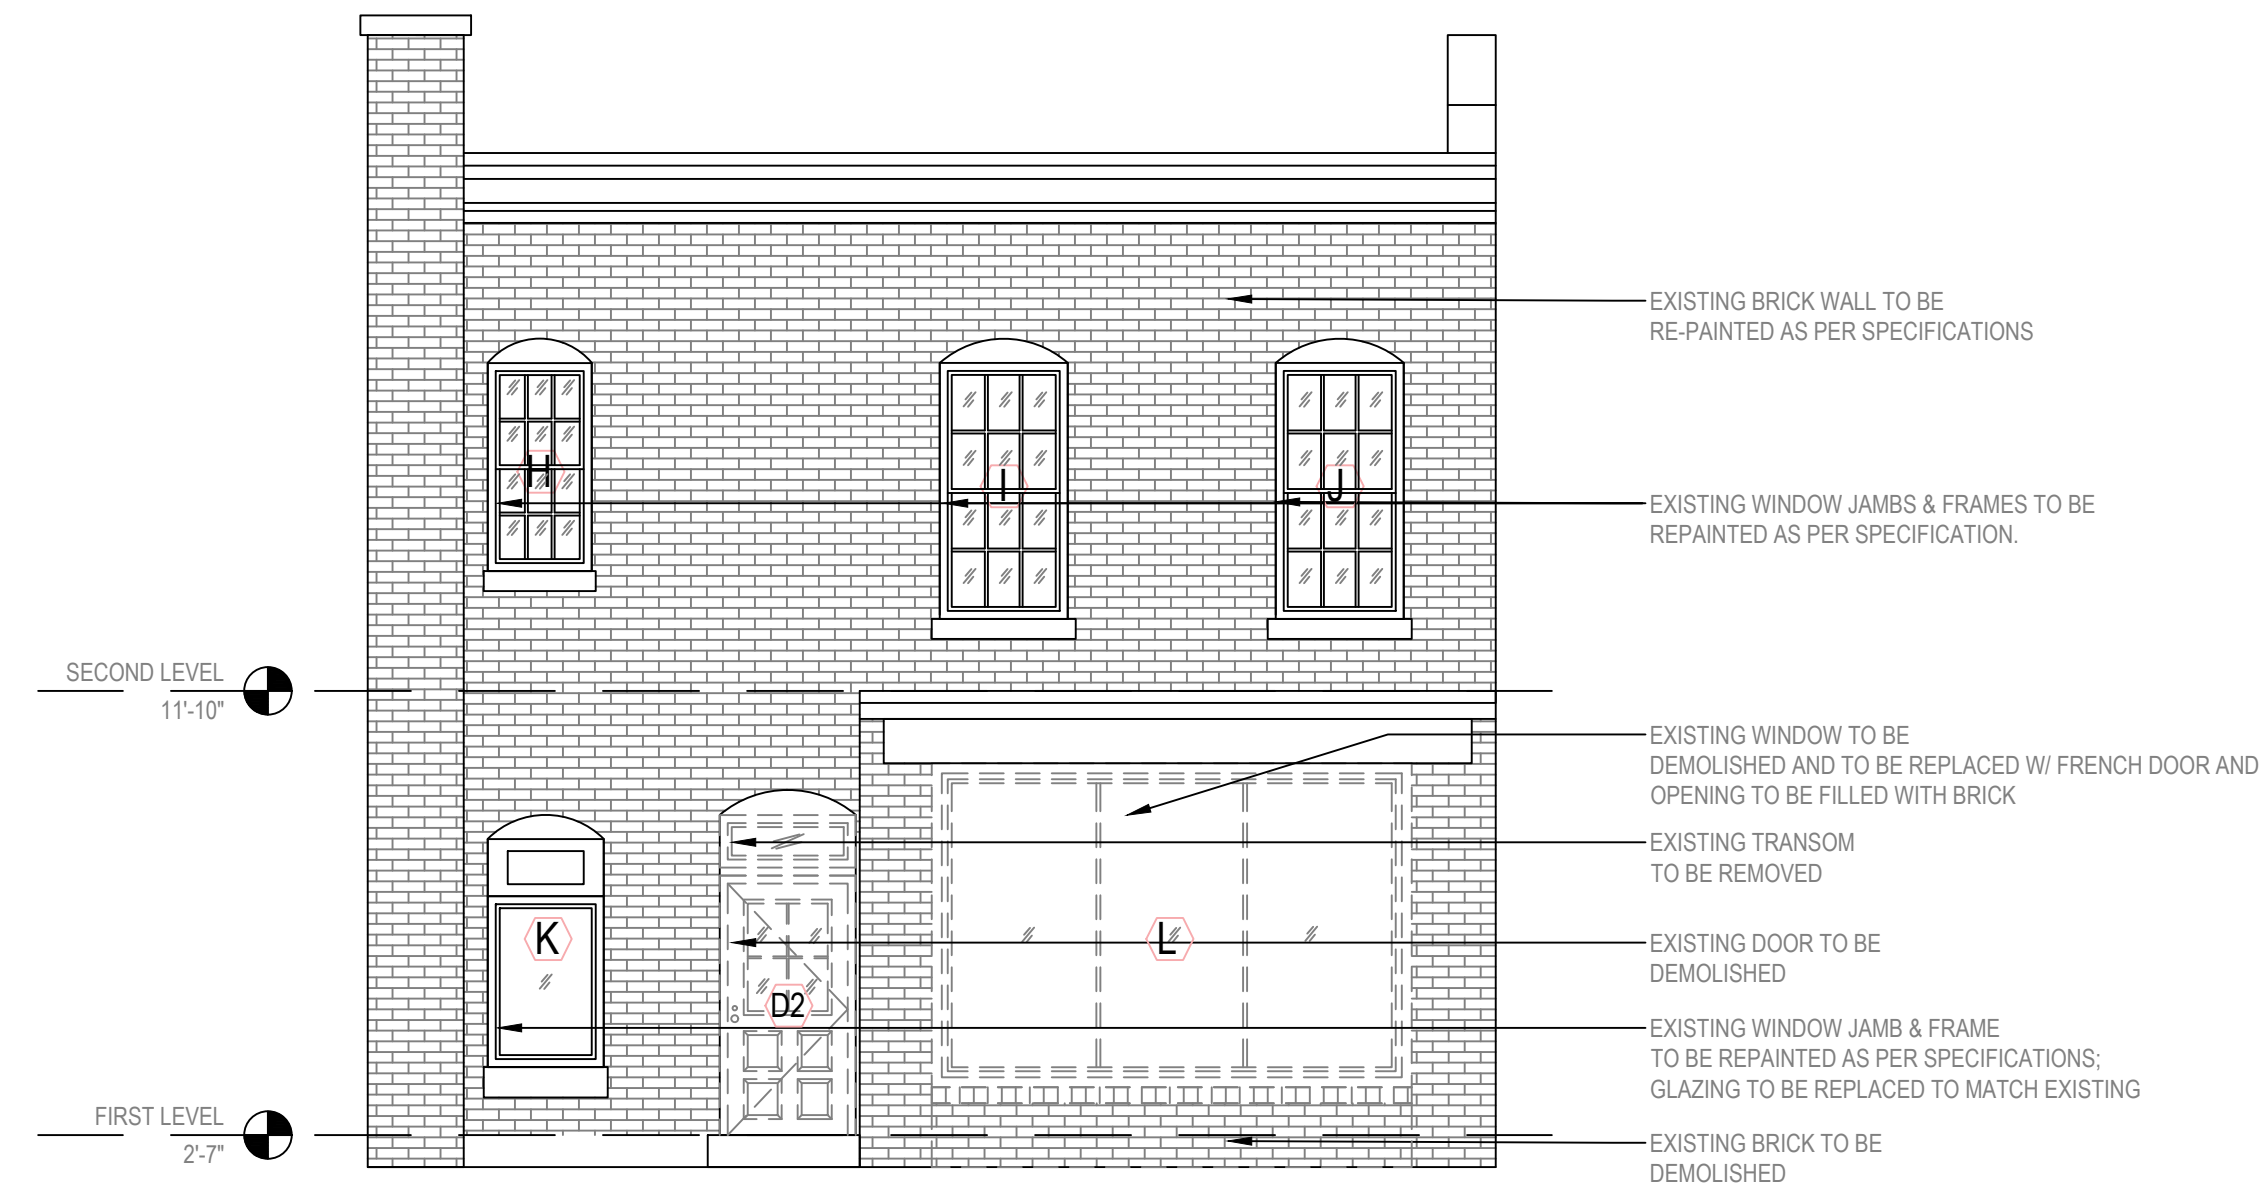 EXISTING BRICK WALL TO BE
RE-PAINTED AS PER SPECIFICATIONS
H
I
J
EXISTING WINDOW JAMBS & FRAMES TO BE
REPAINTED AS PER SPECIFICATION.
SECOND LEVEL
11'-10"
EXISTING WINDOW TO BE
DEMOLISHED AND TO BE REPLACED W/ FRENCH DOOR AND
OPENING TO BE FILLED WITH BRICK
EXISTING TRANSOM
TO BE REMOVED
K
L
EXISTING DOOR TO BE
DEMOLISHED
D2
EXISTING WINDOW JAMB & FRAME
TO BE REPAINTED AS PER SPECIFICATIONS;
GLAZING TO BE REPLACED TO MATCH EXISTING
FIRST LEVEL
2'-7"
EXISTING BRICK TO BE
DEMOLISHED